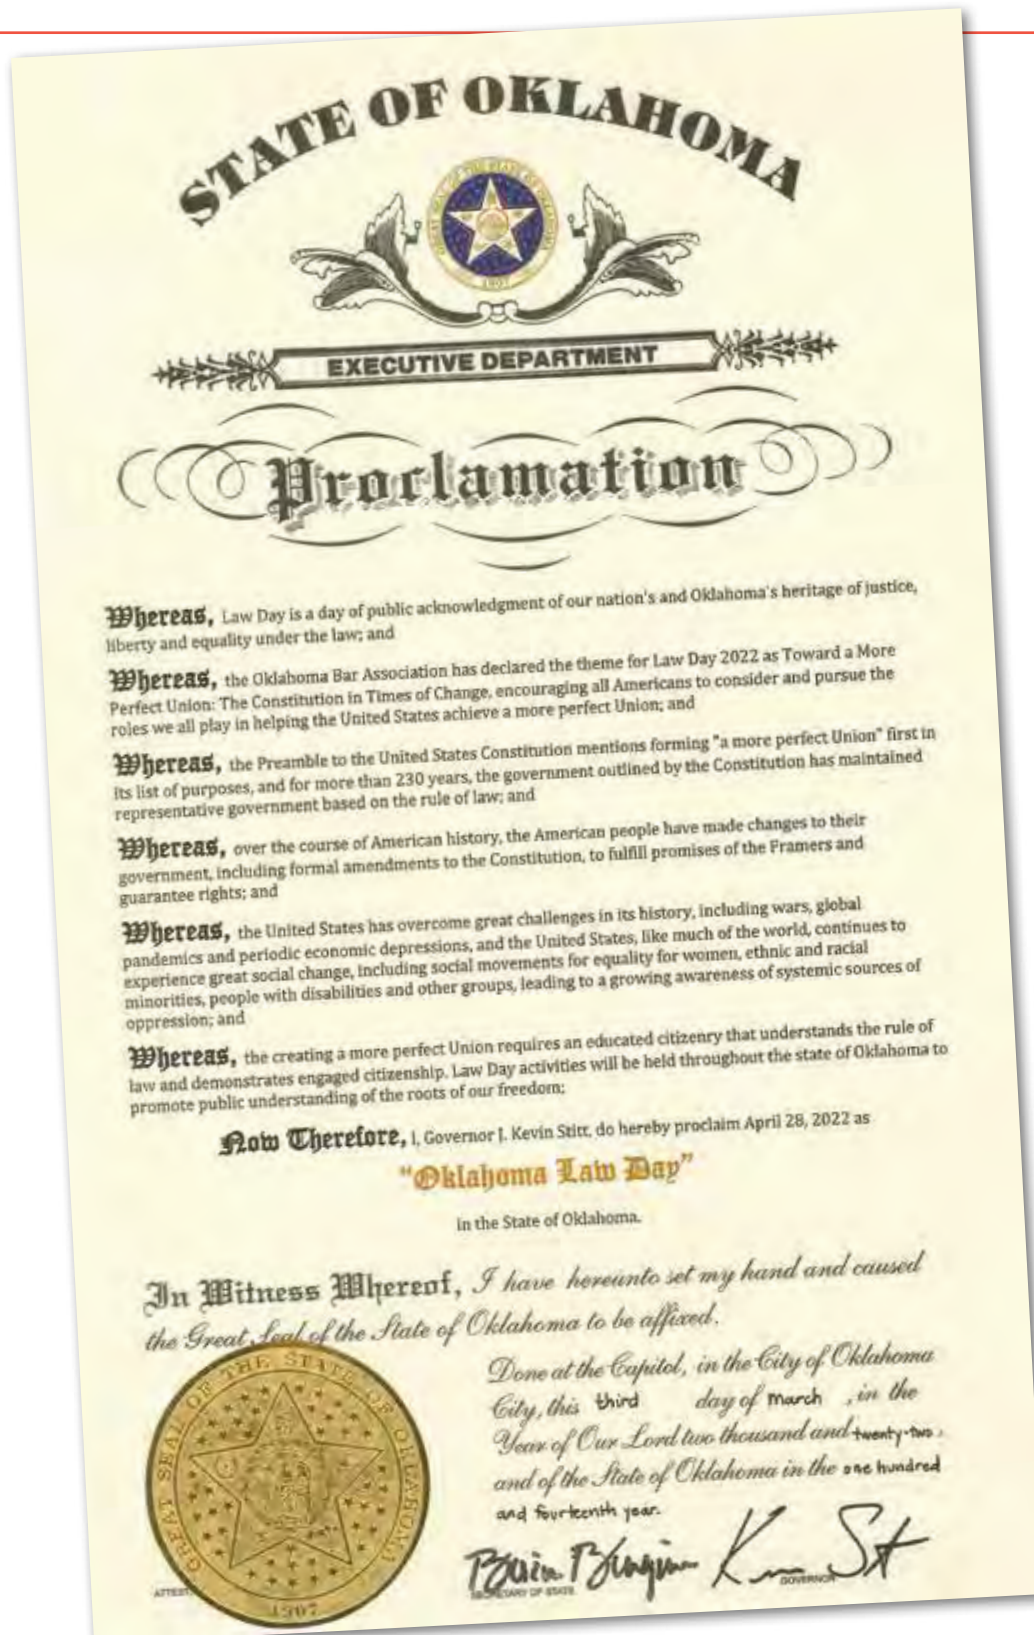 STATE OF OKLAHOMA
GREAT SEAL OF THE STATE OF OKLAHOMA
1907
EXECUTIVE DEPARTMENT
Proclamation
Whereas, Law Day is a day of public acknowledgment of our nation's and Oklahoma's heritage of justice,
liberty and equality under the law; and
Whereas, the Oklahoma Bar Association has declared the theme for Law Day 2022 as Toward a More
Perfect Union: The Constitution in Times of Change, encouraging all Americans to consider and pursue the
roles we all play in helping the United States achieve a more perfect Union; and
Whereas, the Preamble to the United States Constitution mentions forming "a more perfect Union" first in
its list of purposes, and for more than 230 years, the government outlined by the Constitution has maintained
representative government based on the rule of law; and
Whereas, over the course of American history, the American people have made changes to their
government, including formal amendments to the Constitution, to fulfill promises of the Framers and
guarantee rights; and
Whereas, the United States has overcome great challenges in its history, including wars, global
pandemics and periodic economic depressions, and the United States, like much of the world, continues to
experience great social change, including social movements for equality for women, ethnic and racial
minorities, people with disabilities and other groups, leading to a growing awareness of systemic sources of
oppression; and
Whereas, the creating a more perfect Union requires an educated citizenry that understands the rule of
law and demonstrates engaged citizenship. Law Day activities will be held throughout the state of Oklahoma to
promote public understanding of the roots of our freedom;
Now Therefore, I, Governor J. Kevin Stitt, do hereby proclaim April 28, 2022 as
"Oklahoma Law Day"
in the State of Oklahoma.
In Witness Whereof, I have hereunto set my hand and caused
the Great Seal of the State of Oklahoma to be affixed.
Done at the Capitol, in the City of Oklahoma
City, this third day of march, in the
Year of Our Lord two thousand and twenty-two,
and of the State of Oklahoma in the one hundred
and fourteenth year.
GREAT SEAL OF THE STATE OF OKLAHOMA
1907
ATTEST
SECRETARY OF STATE
GOVERNOR